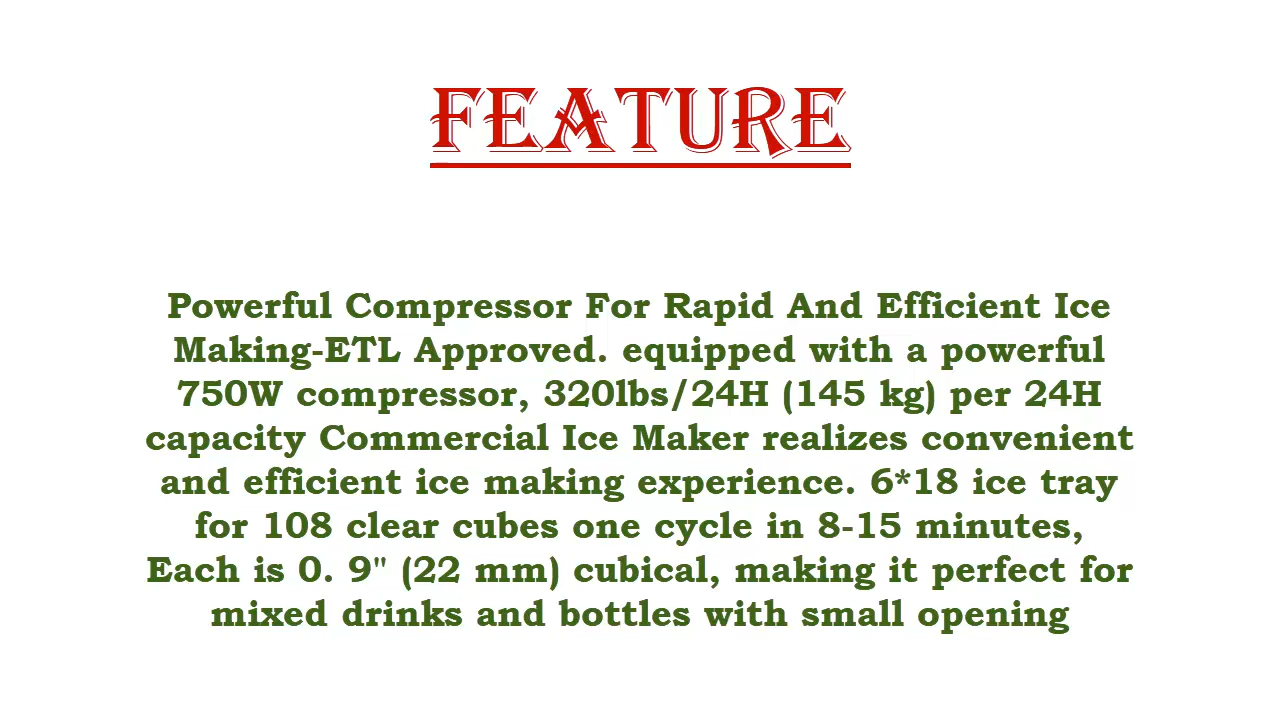 FEATURE
Powerful Compressor For Rapid And Efficient Ice
Making-ETL Approved. equipped with a powerful
750W compressor, 320lbs/24H (145 kg) per 24H
capacity Commercial Ice Maker realizes convenient
and efficient ice making experience. 6*18 ice tray
for 108 clear cubes one cycle in 8-15 minutes,
Each is 0. 9" (22 mm) cubical, making it perfect for
mixed drinks and bottles with small opening